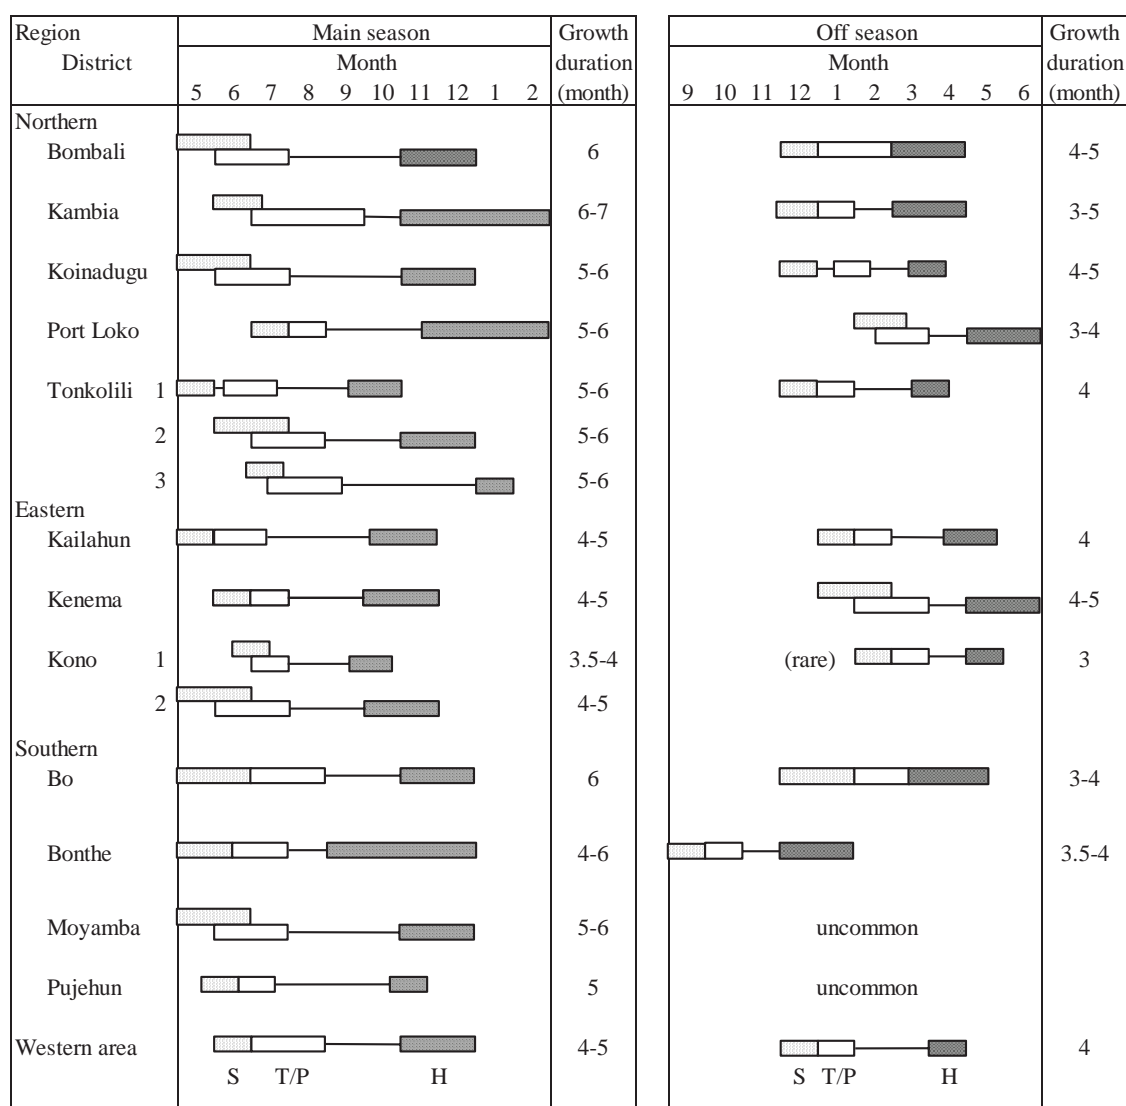 Region Main season Growth Off season Growth
District Month duration Month duration
5 6 7 8 9 10 11 12 1 2 (month) 9 10 11 12 1 2 3 4 5 6 (month)
Northern
Bombali 6 4-5
Kambia 6-7 3-5
Koinadugu 5-6 4-5
Port Loko 5-6 3-4
Tonkolili 1 5-6 4
2 5-6
3 5-6
Eastern
Kailahun 4-5 4
Kenema 4-5 4-5
Kono 1 3.5-4 (rare) 3
2 4-5
Southern
Bo 6 3-4
Bonthe 4-6 3.5-4
Moyamba 5-6 uncommon
Pujehun 5 uncommon
Western area 4-5 4
S T/P H S T/P H